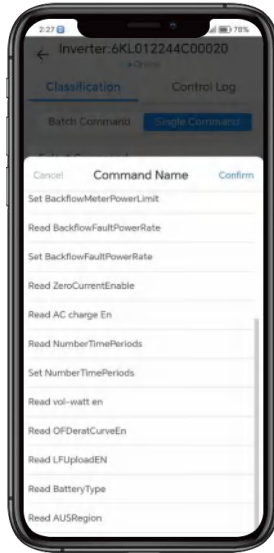 2:27
78%
← Inverter:6KL012244C00020
Online
Classification Control Log
Batch Command Single Command
Cancel Command Name Confirm
Set BackflowMeterPowerLimit
Read BackflowFaultPowerRate
Set BackflowFaultPowerRate
Read ZeroCurrentEnable
Read AC charge En
Read NumberTimePeriods
Set NumberTimePeriods
Read vol-watt en
Read OFDeratCurveEn
Read LFUploadEN
Read BatteryType
Read AUSRegion